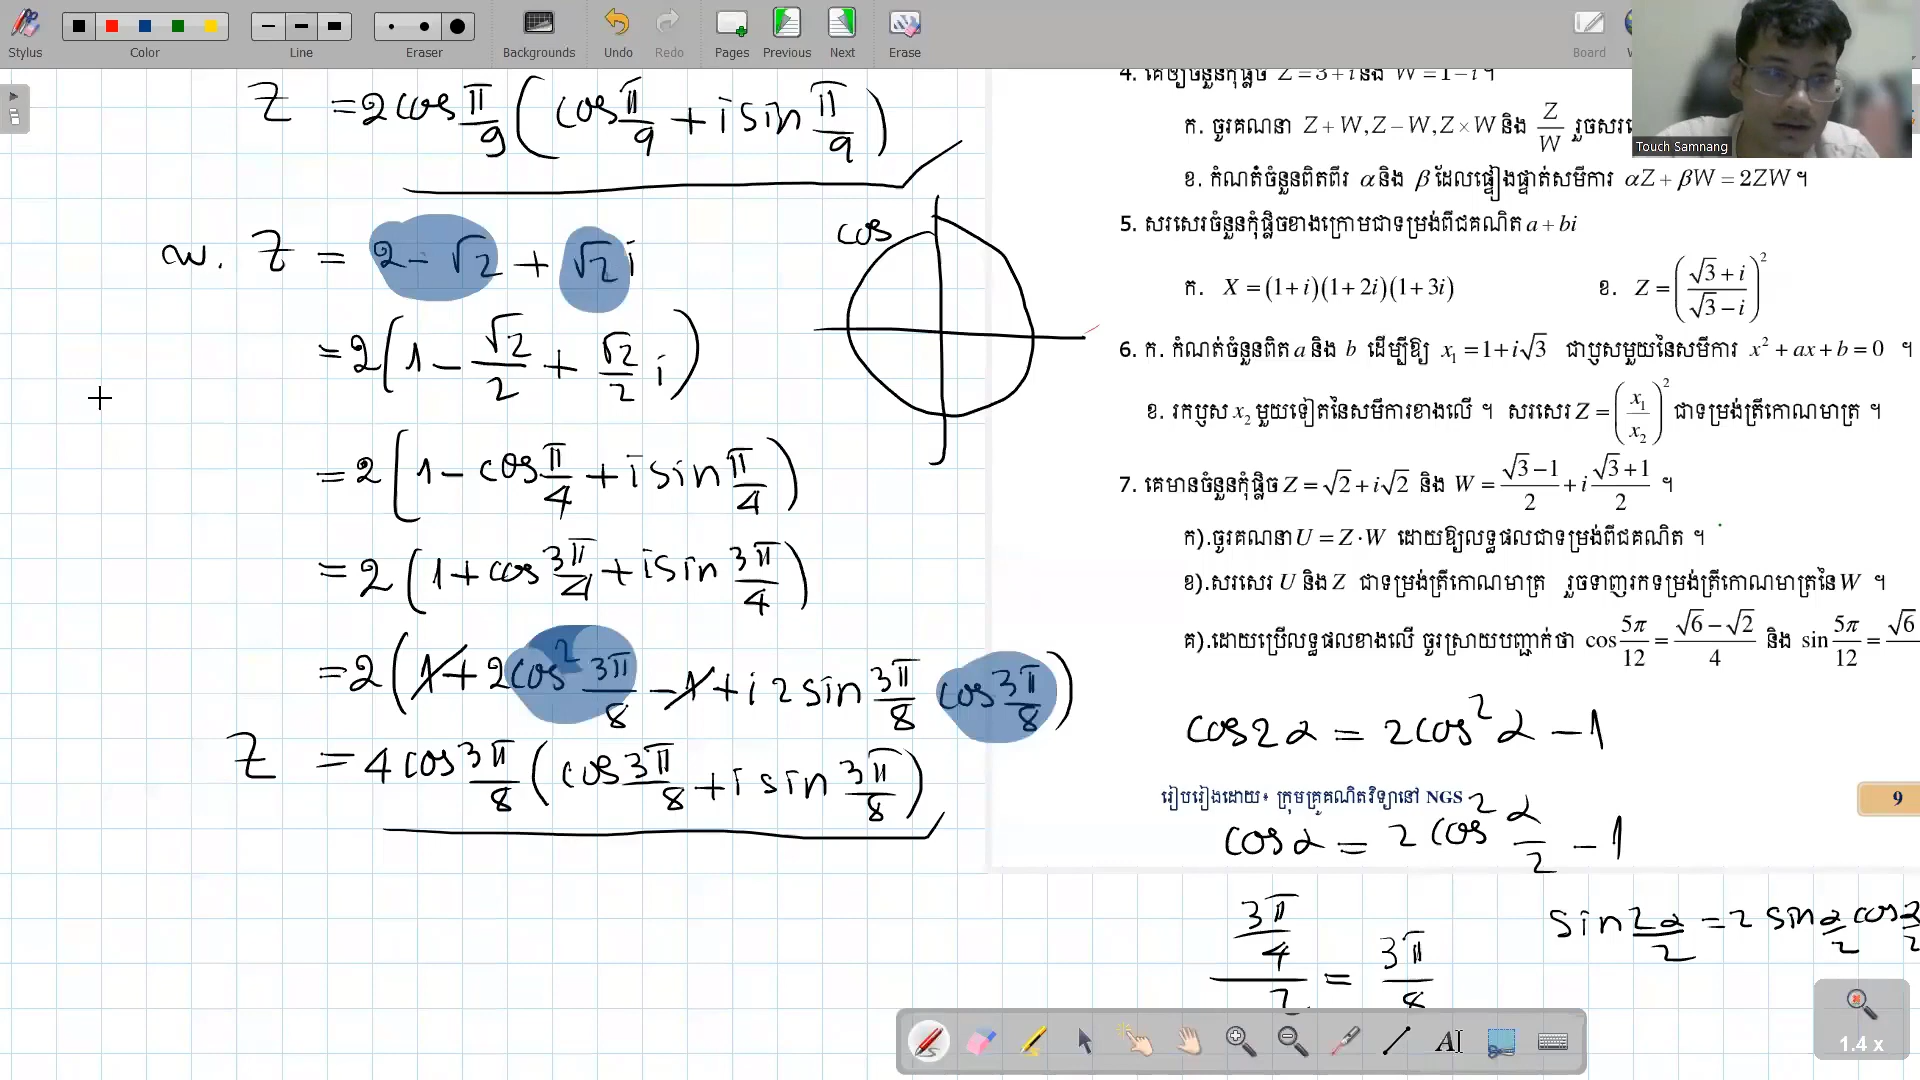 Stylus Color Line Eraser Backgrounds Undo Redo Pages Previous Next Erase Board
Touch Samnang
Z = 2 cos π/9 (cos π/9 + i sin π/9)
Z = 2 − √2 + √2 i
= 2(1 − √2/2 + √2/2 i)
= 2[1 − cos π/4 + i sin π/4)
= 2(1 + cos 3π/4 + i sin 3π/4)
= 2(1 + 2cos² 3π/8 − 1 + i 2 sin 3π/8 cos 3π/8)
Z = 4 cos 3π/8 (cos 3π/8 + i sin 3π/8)
cos
4. គេឲ្យចំនួនកុំផ្លិច Z = 3 + i និង W = 1 − i ។
ក. ចូរគណនា Z + W, Z − W, Z × W និង Z/W
ខ. កំណត់ចំនួនពិតពីរ α និង β ដែលផ្ទៀងផ្ទាត់សមីការ αZ + βW = 2ZW ។
5. សរសេរចំនួនកុំផ្លិចខាងក្រោមជាទម្រង់ពីជគណិត a + bi
ក. X = (1+i)(1+2i)(1+3i) ខ. Z = ((√3 + i)/(√3 − i))²
6. ក. កំណត់ចំនួនពិត a និង b ដើម្បីឱ្យ x₁ = 1 + i√3 ជាឫសមួយនៃសមីការ x² + ax + b = 0 ។
ខ. រកឫស x₂ មួយទៀតនៃសមីការខាងលើ ។ សរសេរ Z = (x₁/x₂)² ជាទម្រង់ត្រីកោណមាត្រ ។
7. គេមានចំនួនកុំផ្លិច Z = √2 + i√2 និង W = (√3−1)/2 + i (√3+1)/2 ។
ក).ចូរគណនា U = Z·W ដោយឱ្យលទ្ធផលជាទម្រង់ពីជគណិត ។
ខ).សរសេរ U និង Z ជាទម្រង់ត្រីកោណមាត្រ រួចទាញរកទម្រង់ត្រីកោណមាត្រនៃ W ។
គ).ដោយប្រើលទ្ធផលខាងលើ ចូរស្រាយបញ្ជាក់ថា cos 5π/12 = (√6 − √2)/4 និង sin 5π/12 = √6
cos2α = 2cos²α − 1
រៀបរៀងដោយ៖ ក្រុមគ្រូគណិតវិទ្យានៅ NGS 9
cosα = 2cos² α/2 − 1
sin 2α/2 = 2 sin α/2 cos α/2
3π/4 / 2 = 3π/8
1.4 x